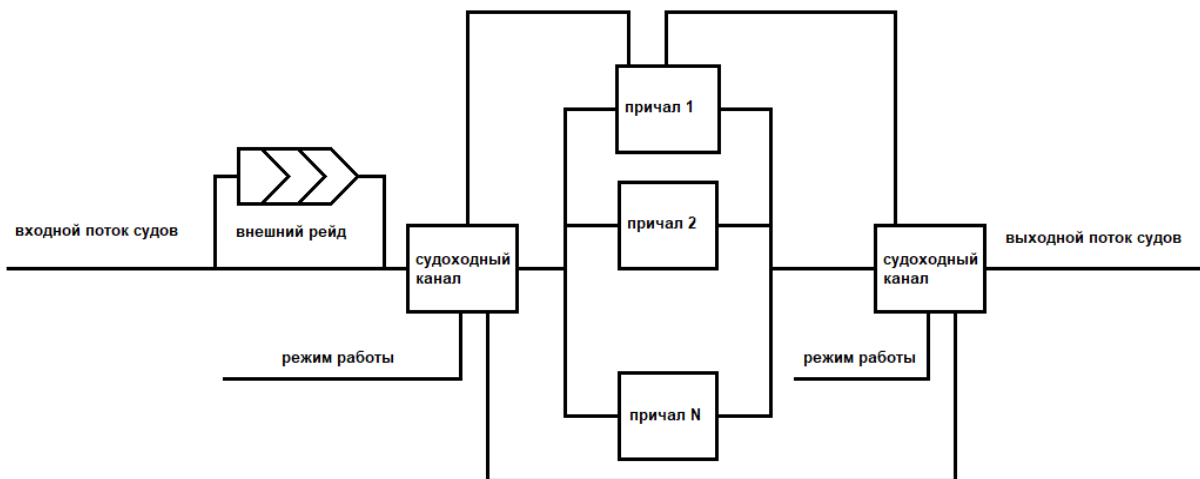 причал 1
причал 2
входной поток судов
внешний рейд
выходной поток судов
судоходный
канал
судоходный
канал
режим работы
режим работы
причал N